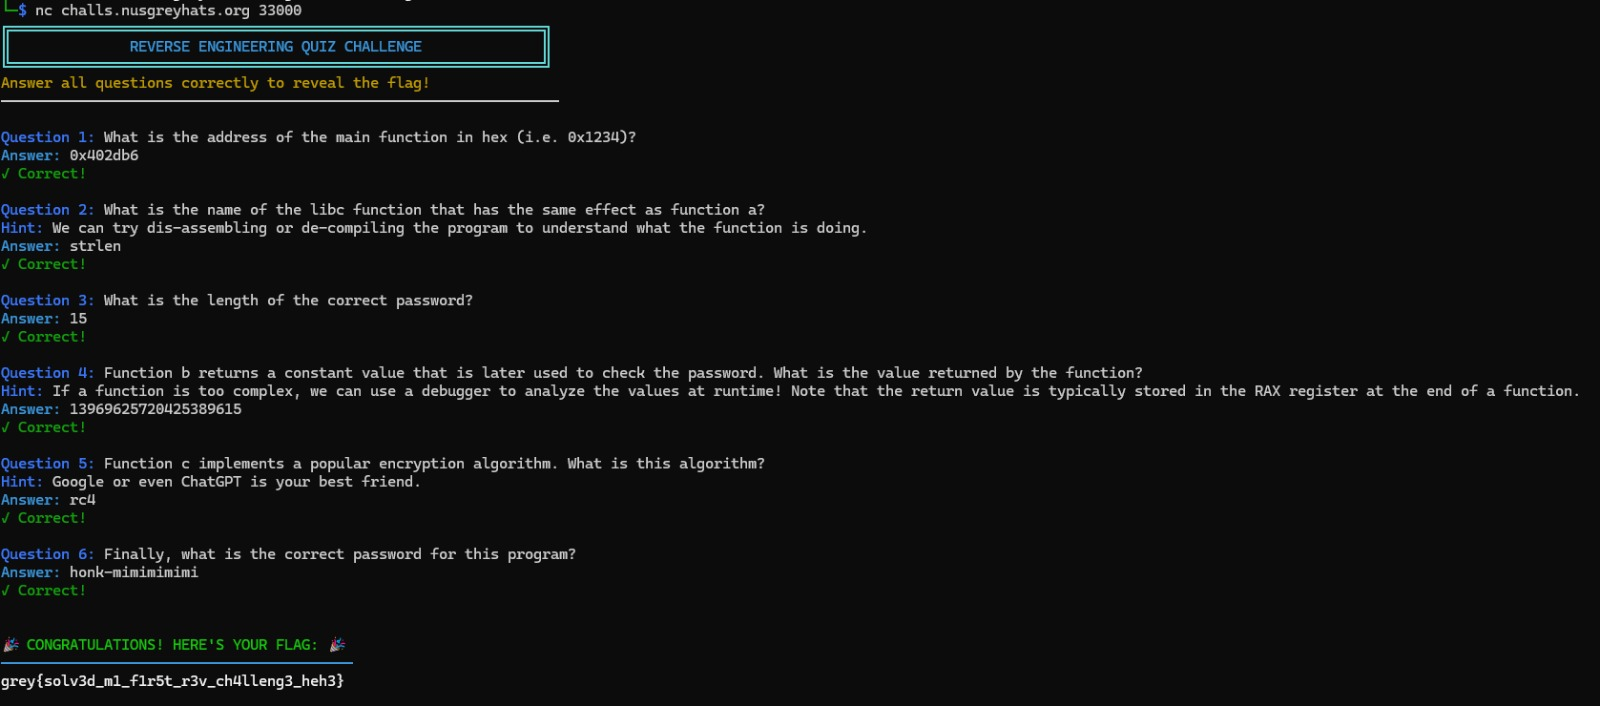 └─$ nc challs.nusgreyhats.org 33000
REVERSE ENGINEERING QUIZ CHALLENGE
Answer all questions correctly to reveal the flag!
Question 1: What is the address of the main function in hex (i.e. 0x1234)?
Answer: 0x402db6
✓ Correct!
Question 2: What is the name of the libc function that has the same effect as function a?
Hint: We can try dis-assembling or de-compiling the program to understand what the function is doing.
Answer: strlen
✓ Correct!
Question 3: What is the length of the correct password?
Answer: 15
✓ Correct!
Question 4: Function b returns a constant value that is later used to check the password. What is the value returned by the function?
Hint: If a function is too complex, we can use a debugger to analyze the values at runtime! Note that the return value is typically stored in the RAX register at the end of a function.
Answer: 13969625720425389615
✓ Correct!
Question 5: Function c implements a popular encryption algorithm. What is this algorithm?
Hint: Google or even ChatGPT is your best friend.
Answer: rc4
✓ Correct!
Question 6: Finally, what is the correct password for this program?
Answer: honk-mimimimimi
✓ Correct!
🎉 CONGRATULATIONS! HERE'S YOUR FLAG: 🎉
grey{solv3d_m1_f1r5t_r3v_ch4lleng3_heh3}